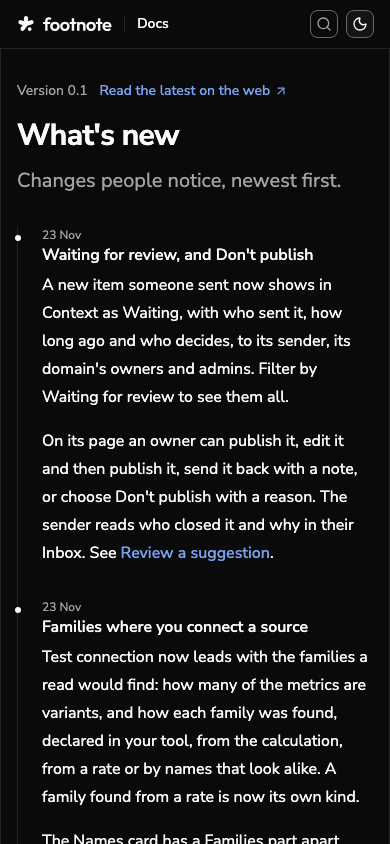 footnote
Docs
Version 0.1 Read the latest on the web ↗
What's new
Changes people notice, newest first.
23 Nov
Waiting for review, and Don't publish
A new item someone sent now shows in
Context as Waiting, with who sent it, how
long ago and who decides, to its sender, its
domain's owners and admins. Filter by
Waiting for review to see them all.
On its page an owner can publish it, edit it
and then publish it, send it back with a note,
or choose Don't publish with a reason. The
sender reads who closed it and why in their
Inbox. See Review a suggestion.
23 Nov
Families where you connect a source
Test connection now leads with the families a
read would find: how many of the metrics are
variants, and how each family was found,
declared in your tool, from the calculation,
from a rate or by names that look alike. A
family found from a rate is now its own kind.
The Names card has a Families part apart